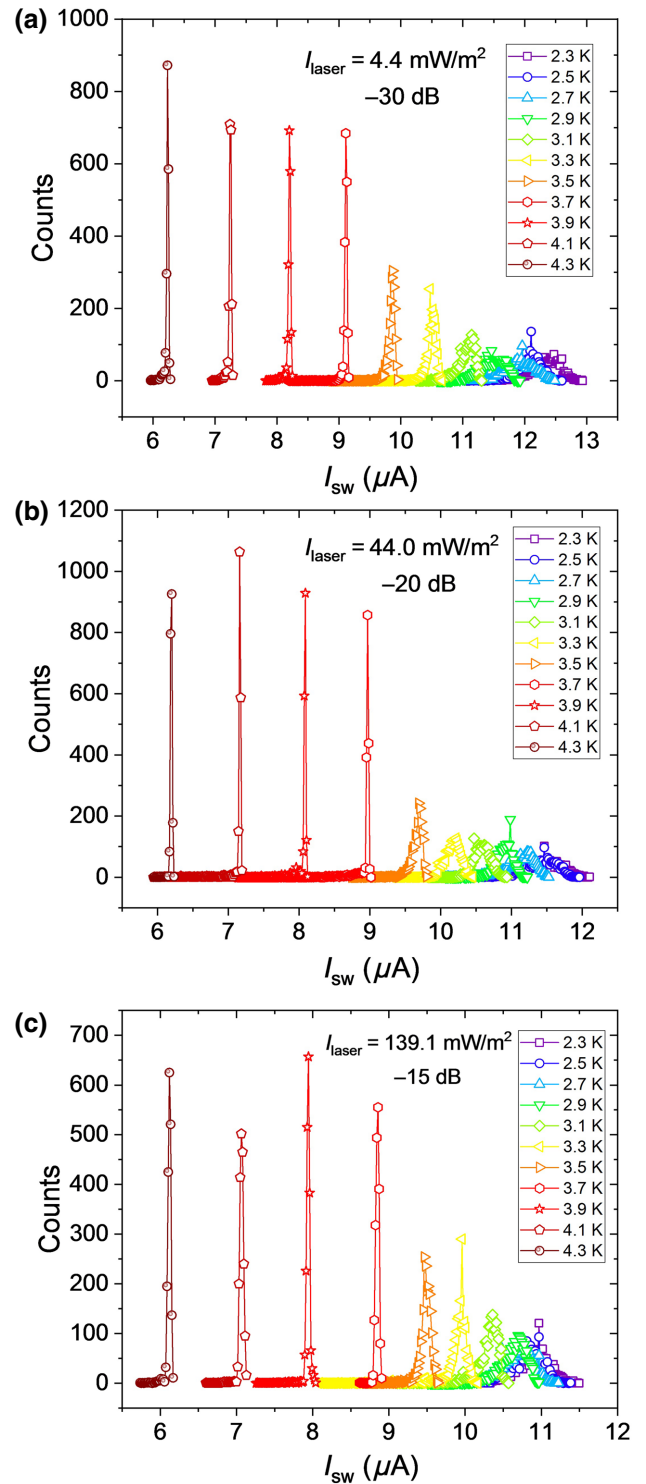 (a)
1000
800
600
400
200
0
Counts
I_laser = 4.4 mW/m²
–30 dB
2.3 K
2.5 K
2.7 K
2.9 K
3.1 K
3.3 K
3.5 K
3.7 K
3.9 K
4.1 K
4.3 K
6 7 8 9 10 11 12 13
I_sw (μA)
(b)
1200
1000
800
600
400
200
0
Counts
I_laser = 44.0 mW/m²
–20 dB
2.3 K
2.5 K
2.7 K
2.9 K
3.1 K
3.3 K
3.5 K
3.7 K
3.9 K
4.1 K
4.3 K
6 7 8 9 10 11 12
I_sw (μA)
(c)
700
600
500
400
300
200
100
0
Counts
I_laser = 139.1 mW/m²
–15 dB
2.3 K
2.5 K
2.7 K
2.9 K
3.1 K
3.3 K
3.5 K
3.7 K
3.9 K
4.1 K
4.3 K
6 7 8 9 10 11 12
I_sw (μA)